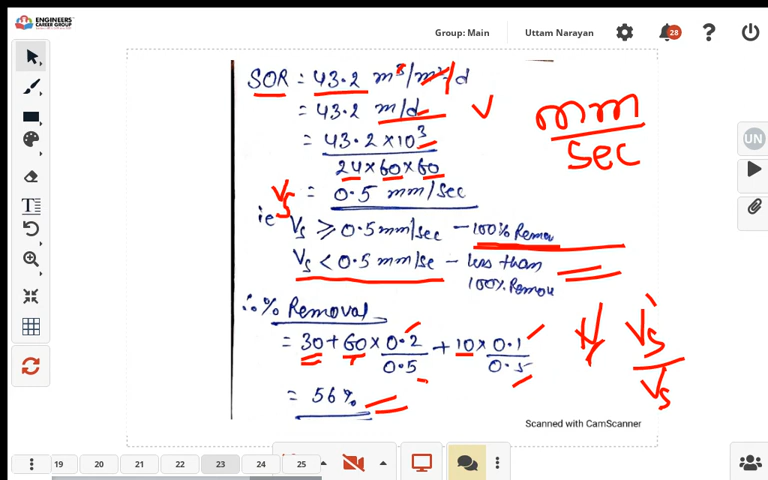 ENGINEERS
CAREER GROUP
Group: Main
Uttam Narayan
28
UN
SOR = 43.2 m³/m²/d
= 43.2 m/d
= 43.2×10³
24×60×60
Vs
= 0.5 mm/sec
ie Vs ≥ 0.5 mm/sec - 100% Remov
Vs < 0.5 mm/se - less than
100% Remov
mm
sec
∴ % Removal
= 30 + 60 × 0.2/0.5 + 10 × 0.1/0.5
= 56%
Vs
Vs
Scanned with CamScanner
19 20 21 22 23 24 25